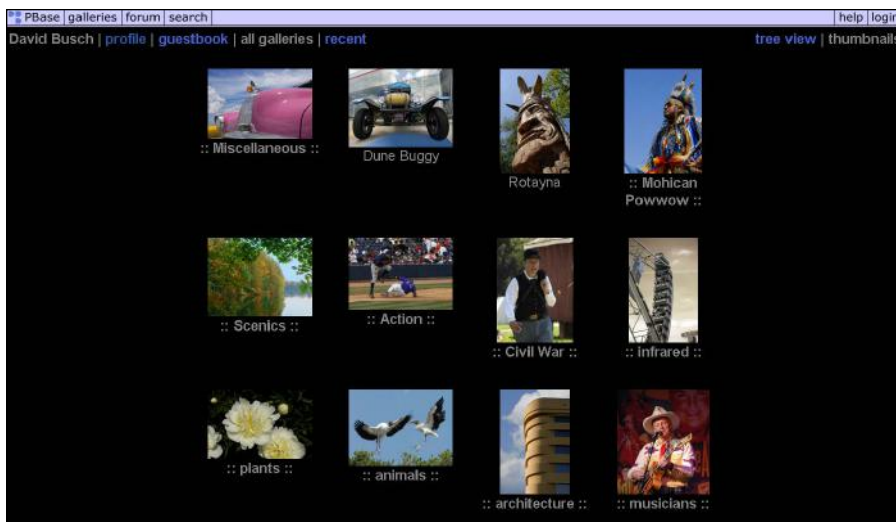 PBase galleries forum search help login
David Busch | profile | guestbook | all galleries | recent tree view | thumbnails
:: Miscellaneous ::
Dune Buggy
Rotayna
:: Mohican
Powwow ::
:: Scenics ::
:: Action ::
:: Civil War ::
:: infrared ::
:: plants ::
:: animals ::
:: architecture ::
:: musicians ::